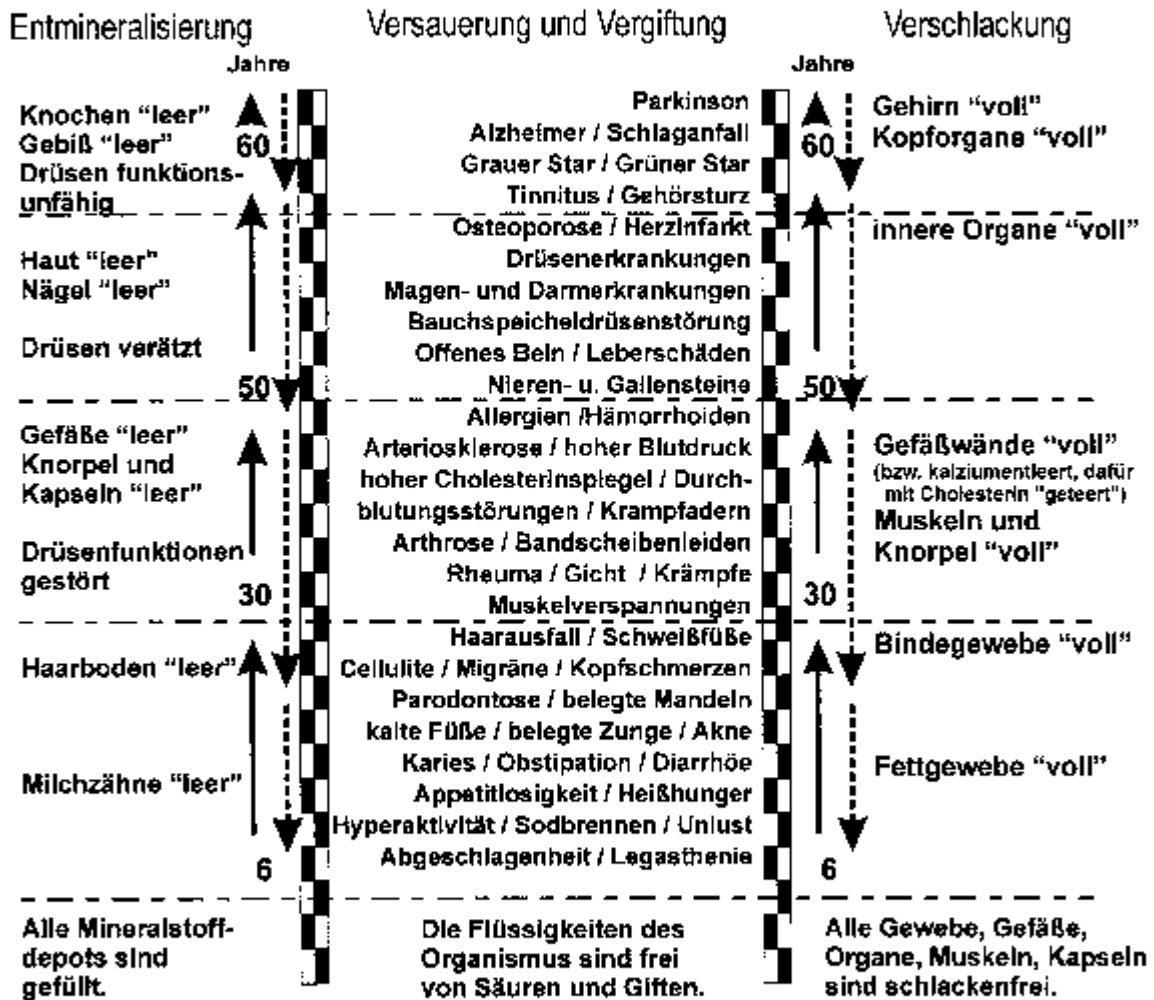 Entmineralisierung
Versauerung und Vergiftung
Verschlackung
Jahre
Knochen “leer”
Gebiß “leer”
Drüsen funktions-
unfähig
60
Haut “leer”
Nägel “leer”
Drüsen verätzt
50
Gefäße “leer”
Knorpel und
Kapseln “leer”
Drüsenfunktionen
gestört
30
Haarboden “leer”
Milchzähne “leer”
6
Alle Mineralstoff-
depots sind
gefüllt.
Parkinson
Alzheimer / Schlaganfall
Grauer Star / Grüner Star
Tinnitus / Gehörsturz
Osteoporose / Herzinfarkt
Drüsenerkrankungen
Magen- und Darmerkrankungen
Bauchspeicheldrüsenstörung
Offenes Bein / Leberschäden
Nieren- u. Gallensteine
Allergien /Hämorrhoiden
Arteriosklerose / hoher Blutdruck
hoher Cholesterinspiegel / Durch-
blutungsstörungen / Krampfadern
Arthrose / Bandscheibenleiden
Rheuma / Gicht / Krämpfe
Muskelverspannungen
Haarausfall / Schweißfüße
Cellulite / Migräne / Kopfschmerzen
Parodontose / belegte Mandeln
kalte Füße / belegte Zunge / Akne
Karies / Obstipation / Diarrhöe
Appetitlosigkeit / Heißhunger
Hyperaktivität / Sodbrennen / Unlust
Abgeschlagenheit / Legasthenie
Die Flüssigkeiten des
Organismus sind frei
von Säuren und Giften.
Jahre
60
Gehirn “voll”
Kopforgane “voll”
innere Organe “voll”
50
Gefäßwände “voll”
(bzw. kalziumentleert, dafür
mit Cholesterin "geteert")
Muskeln und
Knorpel “voll”
30
Bindegewebe “voll”
Fettgewebe “voll”
6
Alle Gewebe, Gefäße,
Organe, Muskeln, Kapseln
sind schlackenfrei.